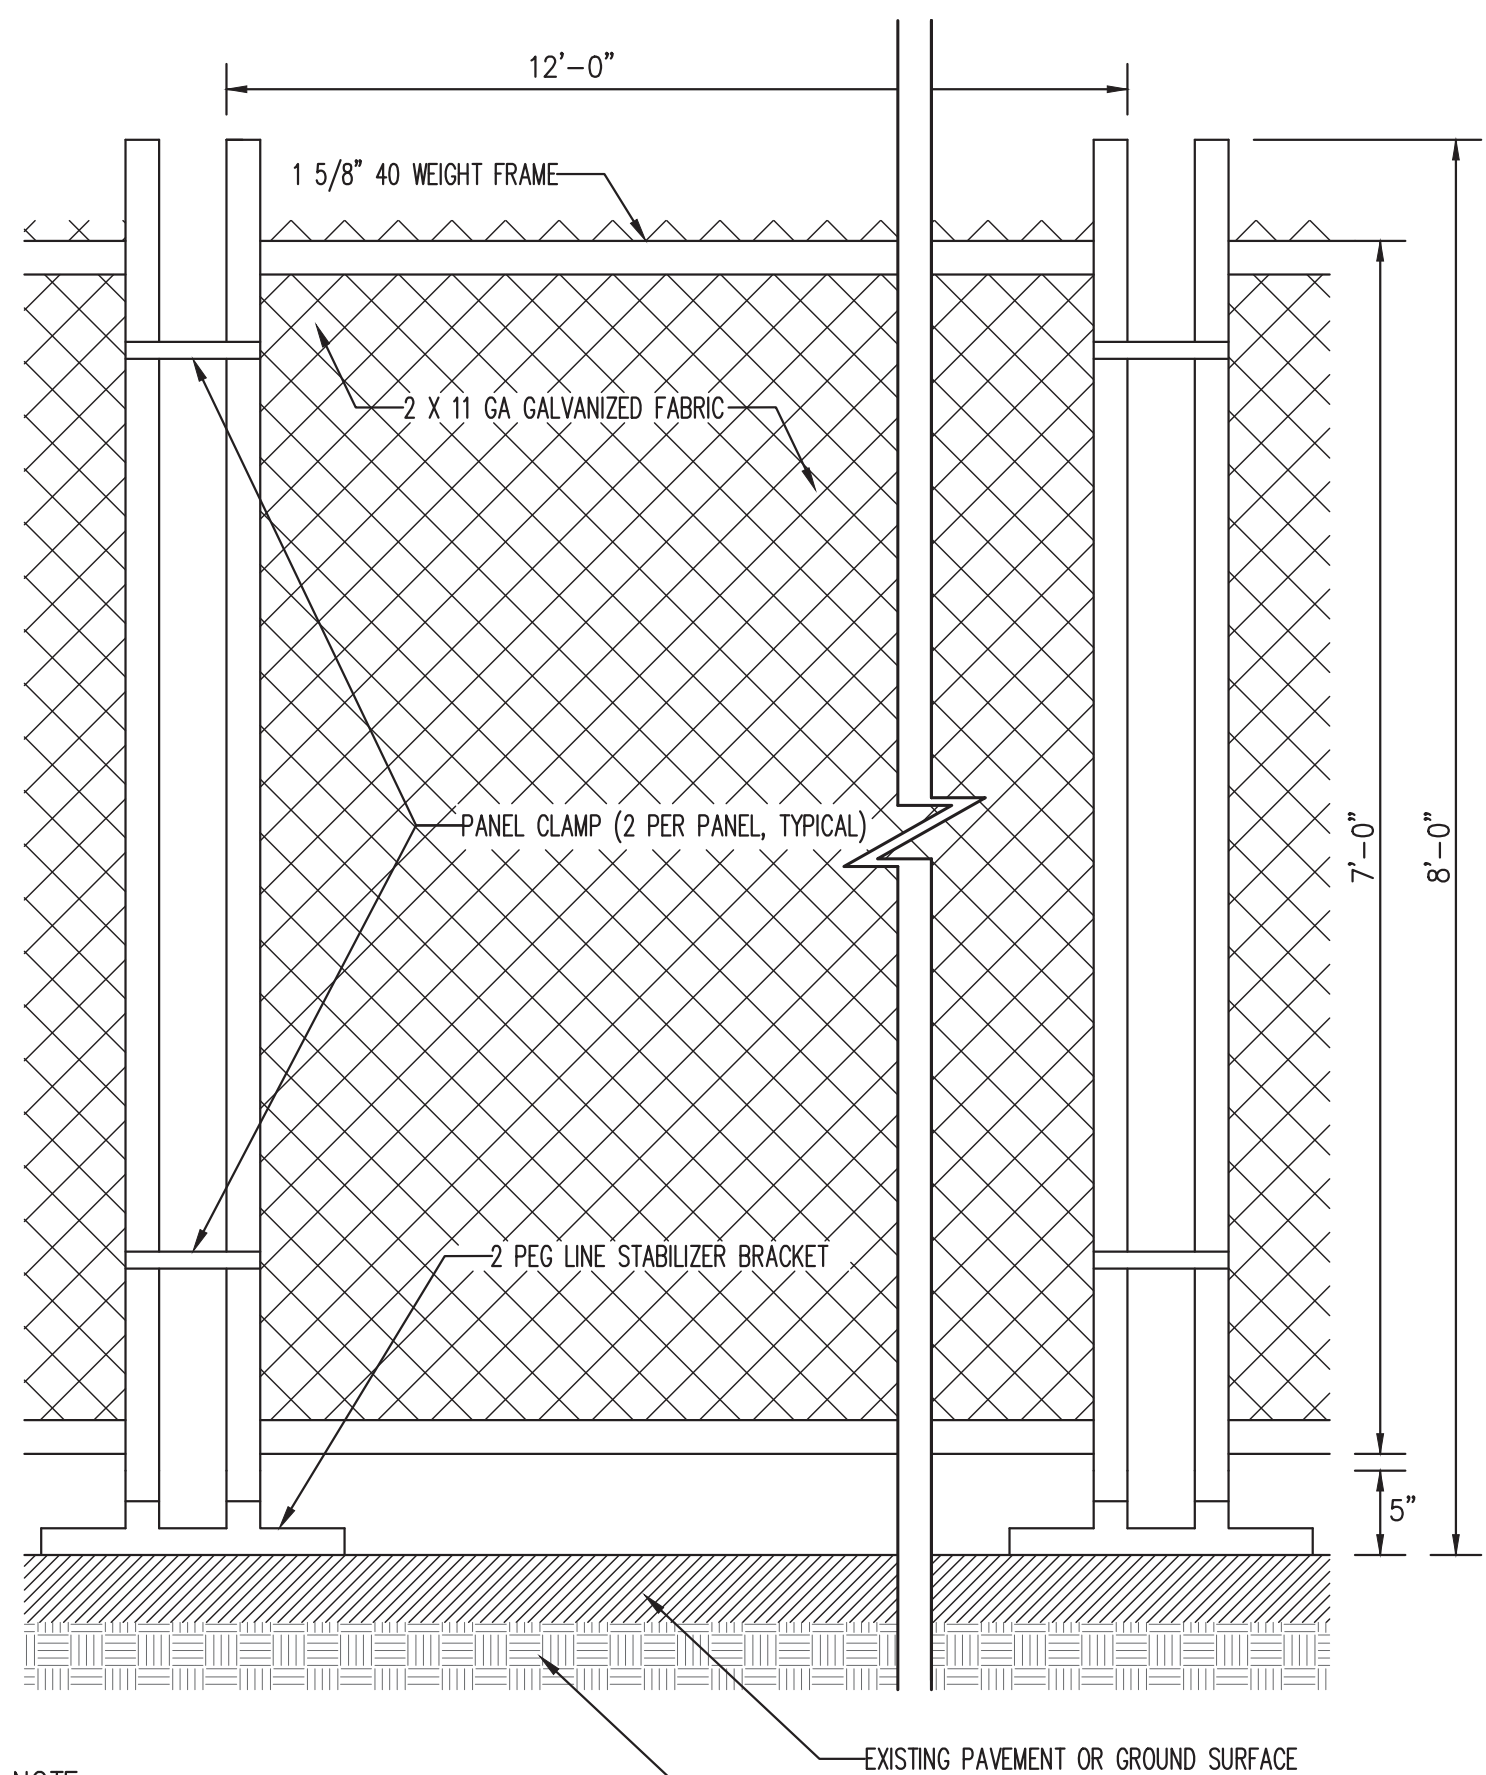 12'-0"
1 5/8" 40 WEIGHT FRAME
2 X 11 GA GALVANIZED FABRIC
PANEL CLAMP (2 PER PANEL, TYPICAL)
7'-0"
8'-0"
2 PEG LINE STABILIZER BRACKET
5"
EXISTING PAVEMENT OR GROUND SURFACE
NOTE